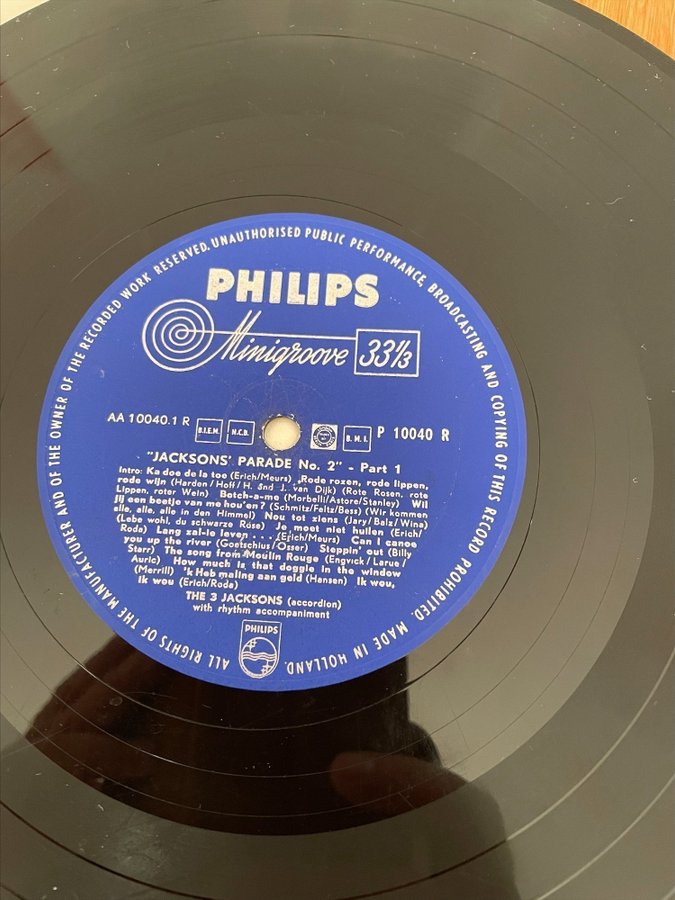 ALL RIGHTS OF THE MANUFACTURER AND OF THE OWNER OF THE RECORDED WORK RESERVED. UNAUTHORISED PUBLIC PERFORMANCE, BROADCASTING AND COPYING OF THIS RECORD PROHIBITED. MADE IN HOLLAND.
PHILIPS
Minigroove 33 1/3
AA 10040.1 R B.I.E.M. N.C.B. B.M.I. P 10040 R
"JACKSONS' PARADE No. 2" - Part 1
Intro: Ka doe de la toe (Erich/Meurs) Rode rozen, rode lippen,
rode wijn (Harden/Hoff/H. and J. van Dijk) (Rote Rosen, rote
Lippen, roter Wein) Botch-a-me (Morbelli/Astore/Stanley) Wil
jij een beetje van me hou'en? (Schmitz/Feltz/Bess) (Wir kommen
alle, alle, alle in den Himmel) Nou tot ziens (Jary/Balz/Wina)
(Lebe wohl, du schwarze Röse) Je moet niet huilen (Erich/
Roda) Lang zal-ie leven . . . (Erich/Meurs) Can I canoe
you up the river (Goetschius/Osser) Steppin' out (Billy
Starr) The song from Moulin Rouge (Engvick/Larue/
Auric) How much is that doggie in the window
(Merrill) 'k Heb maling aan geld (Hansen) Ik wou,
Ik wou (Erich/Roda)
THE 3 JACKSONS (accordion)
with rhythm accompaniment
PHILIPS